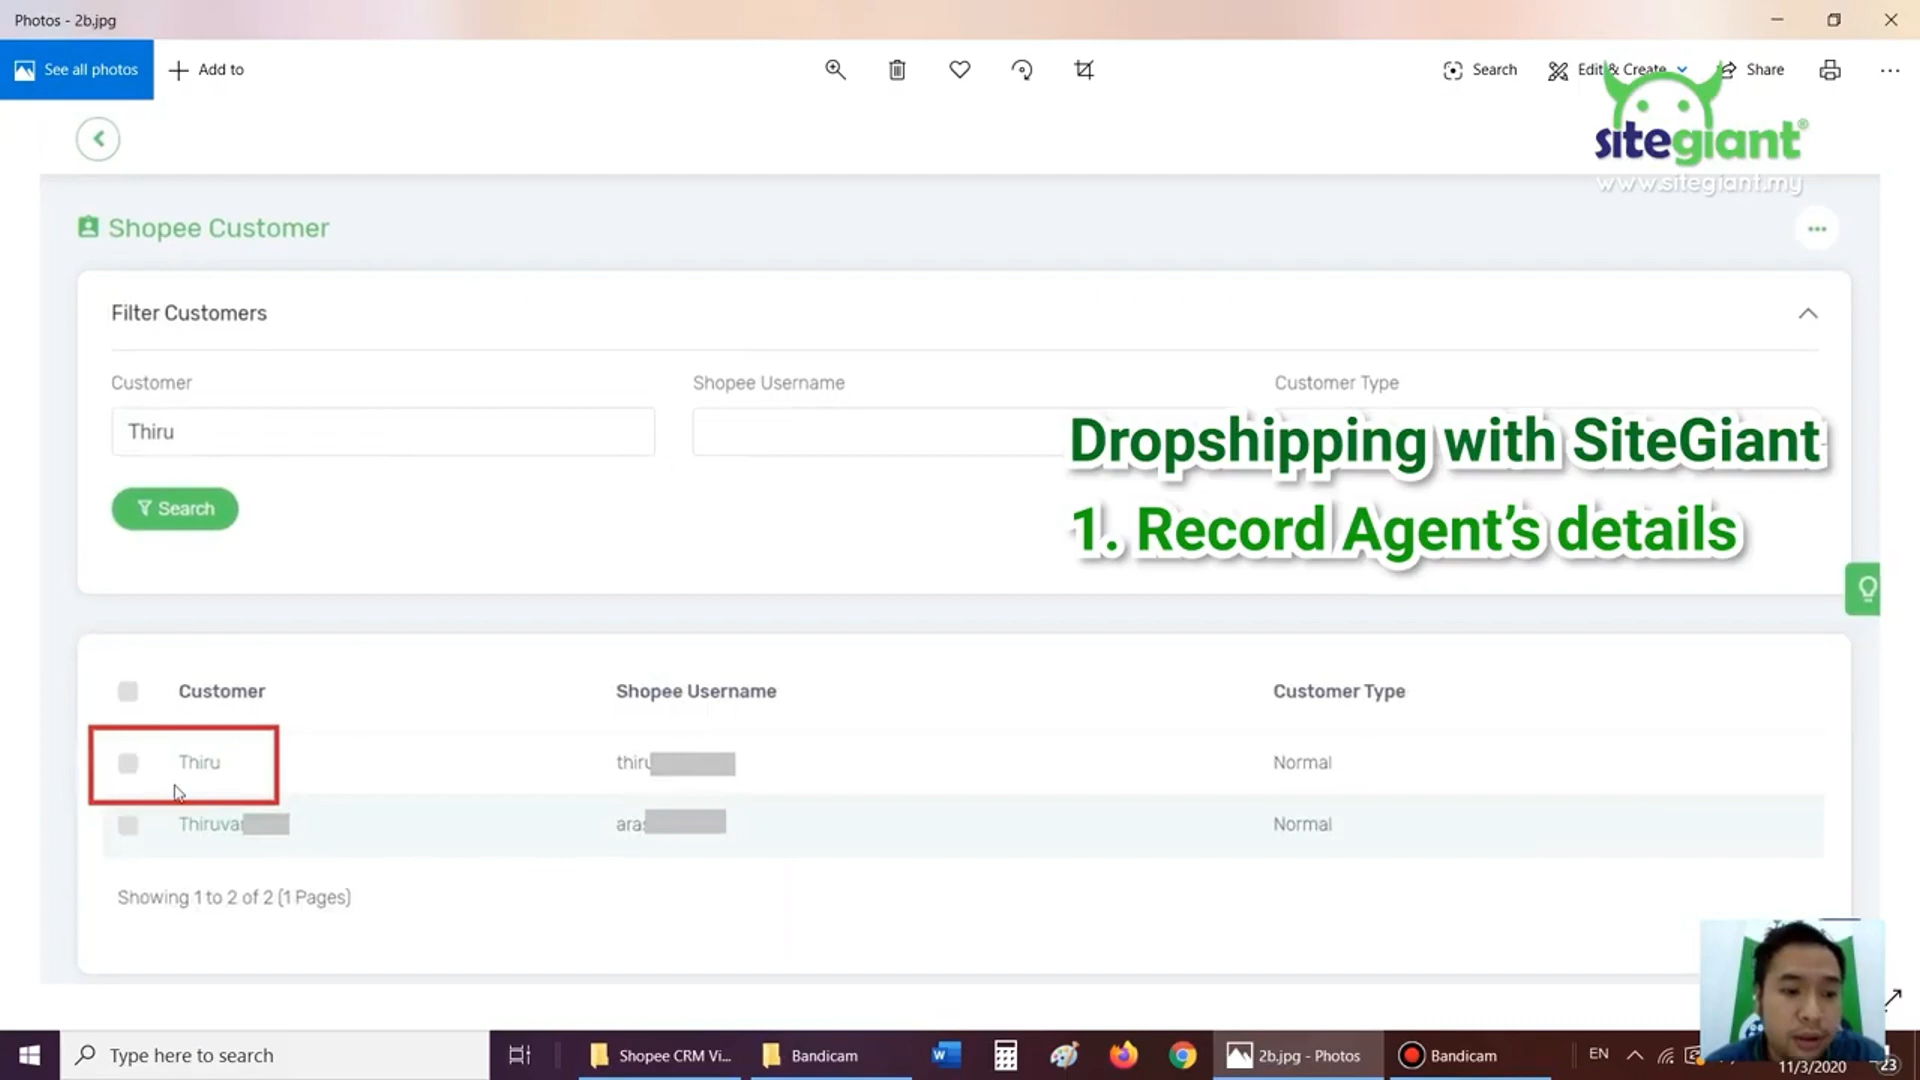 Photos - 2b.jpg
See all photos
Add to
Search
Edit & Create
Share
sitegiant®
www.sitegiant.my
Shopee Customer
Filter Customers
Customer
Shopee Username
Customer Type
Thiru
Dropshipping with SiteGiant
Search
1. Record Agent's details
Customer
Shopee Username
Customer Type
Thiru
thiru
Normal
Thiruva
aras
Normal
Showing 1 to 2 of 2 (1 Pages)
Type here to search
Shopee CRM Vi...
Bandicam
2b.jpg - Photos
Bandicam
EN
11/3/2020
23